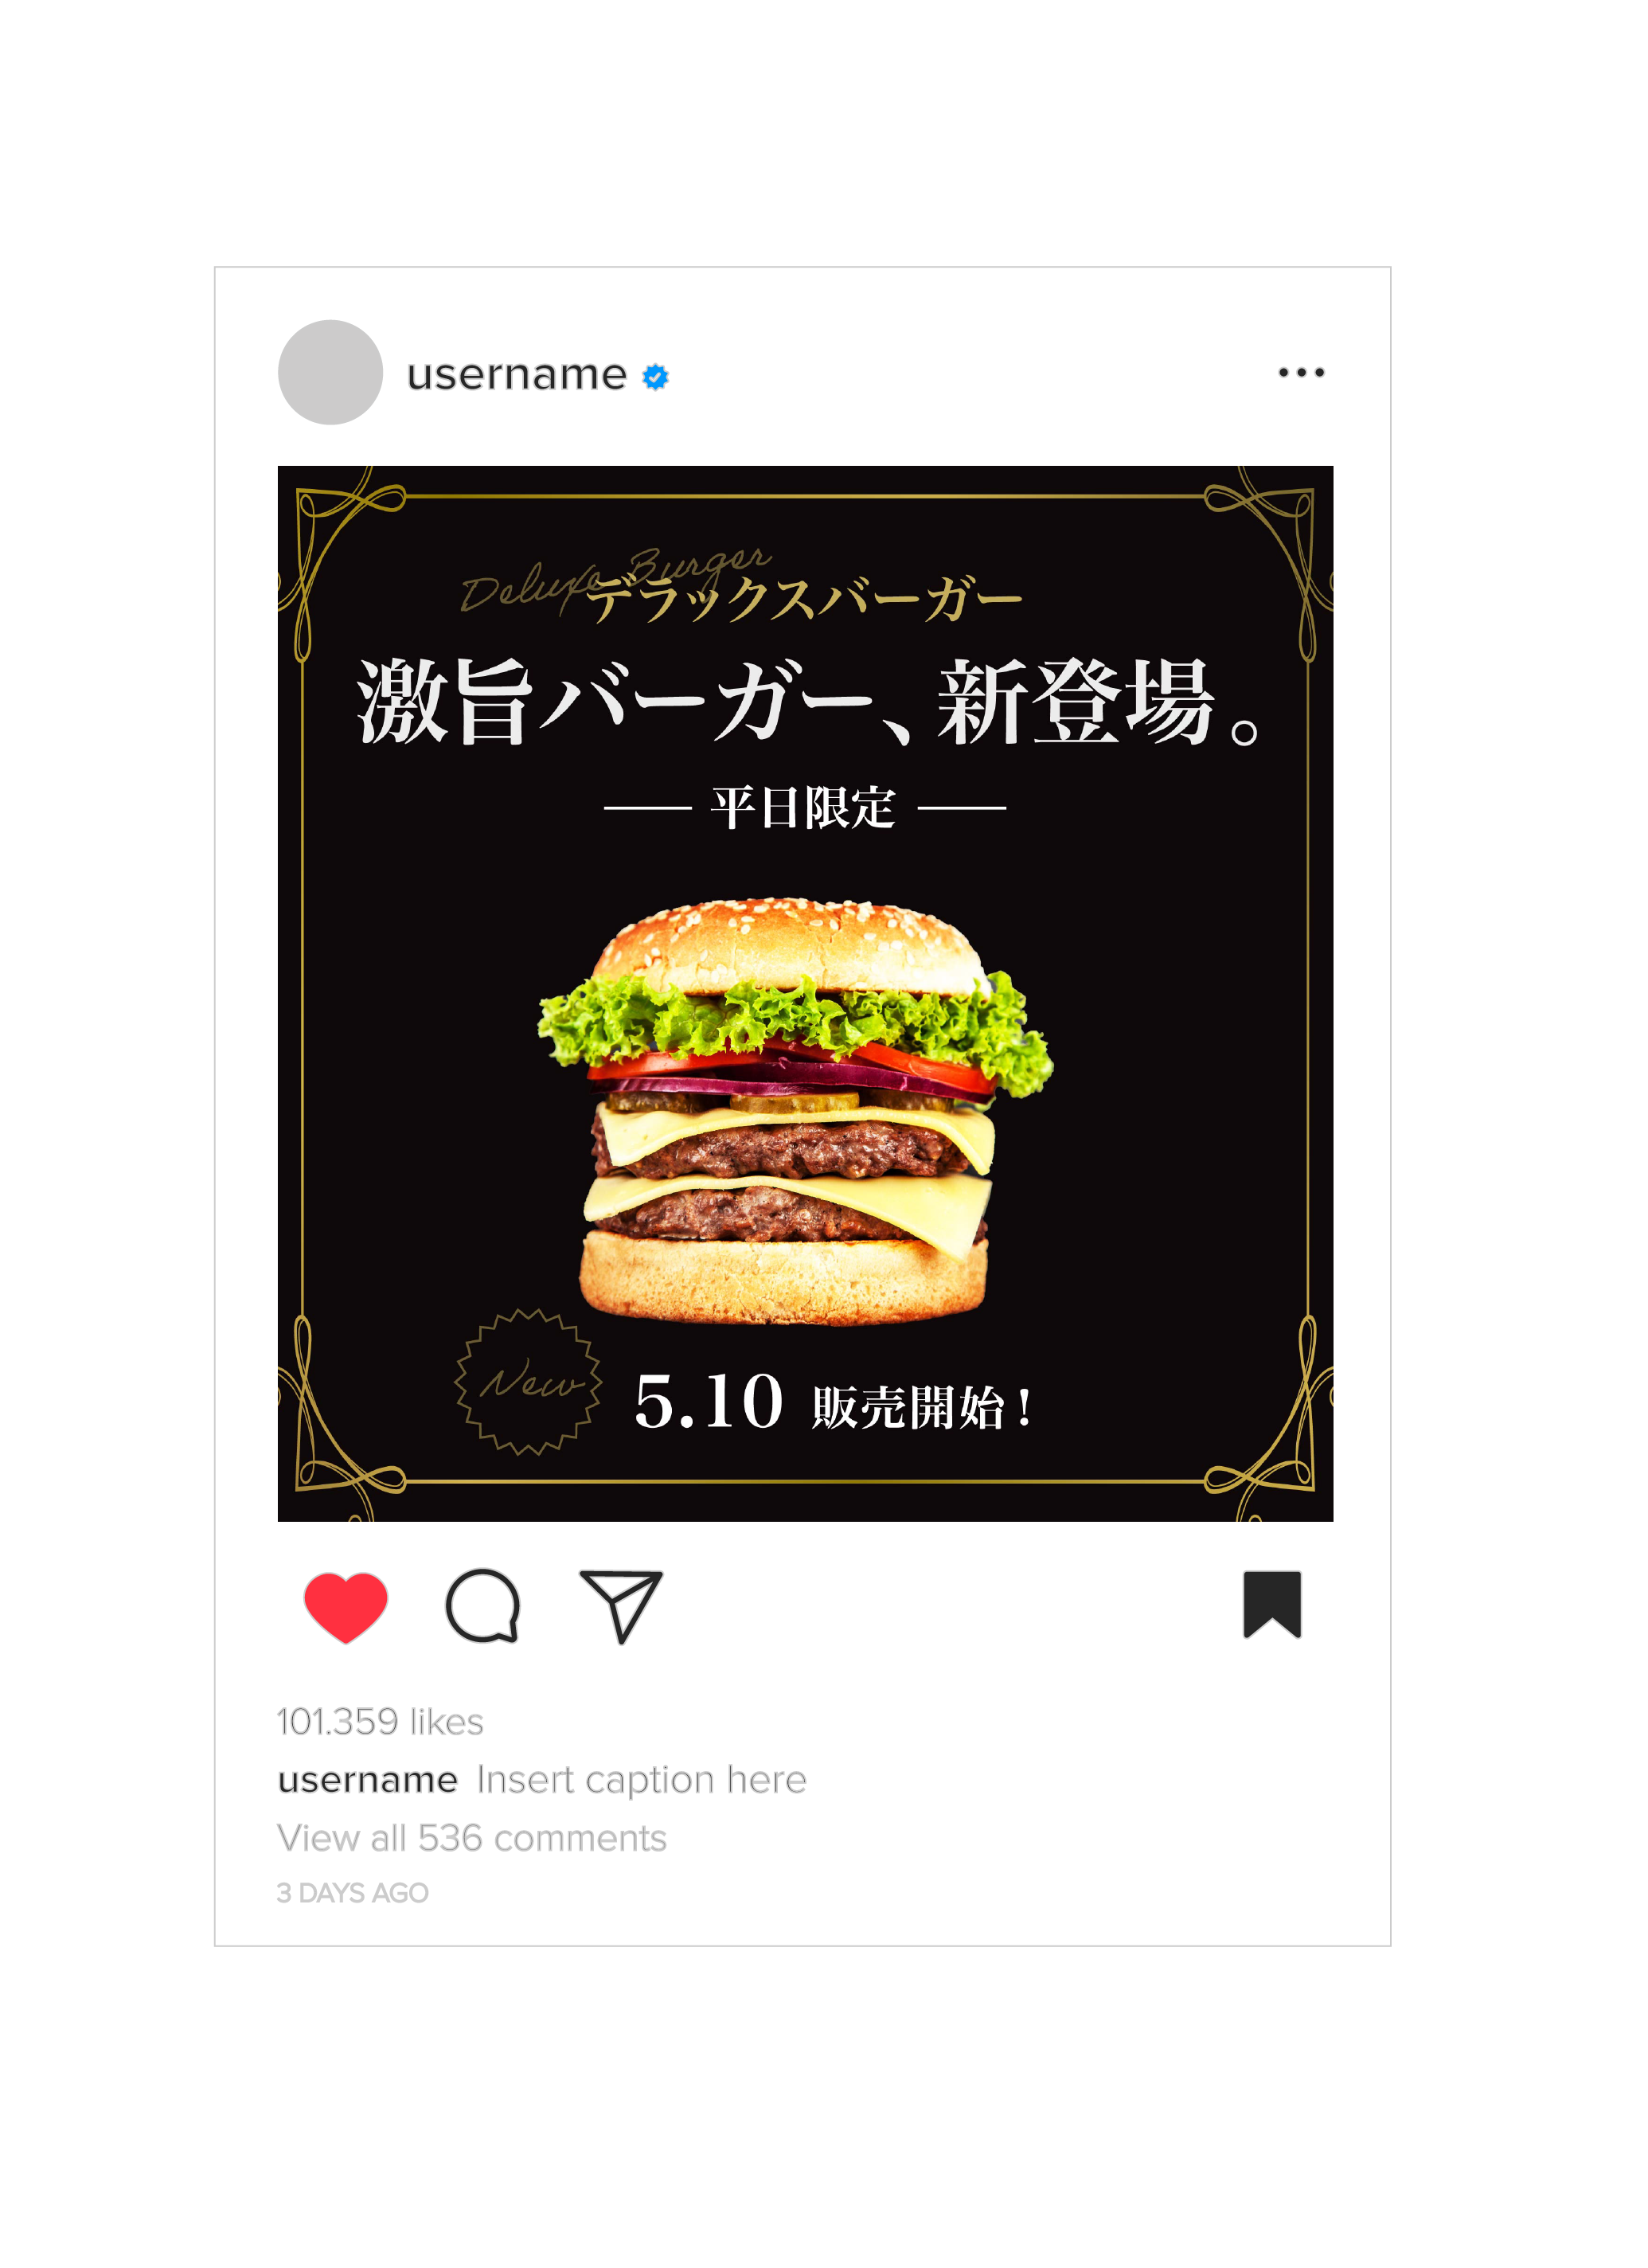 username
Deluxe Burger
デラックスバーガー
激旨バーガー、新登場。
平日限定
New
5.10 販売開始!
101.359 likes
username Insert caption here
View all 536 comments
3 DAYS AGO